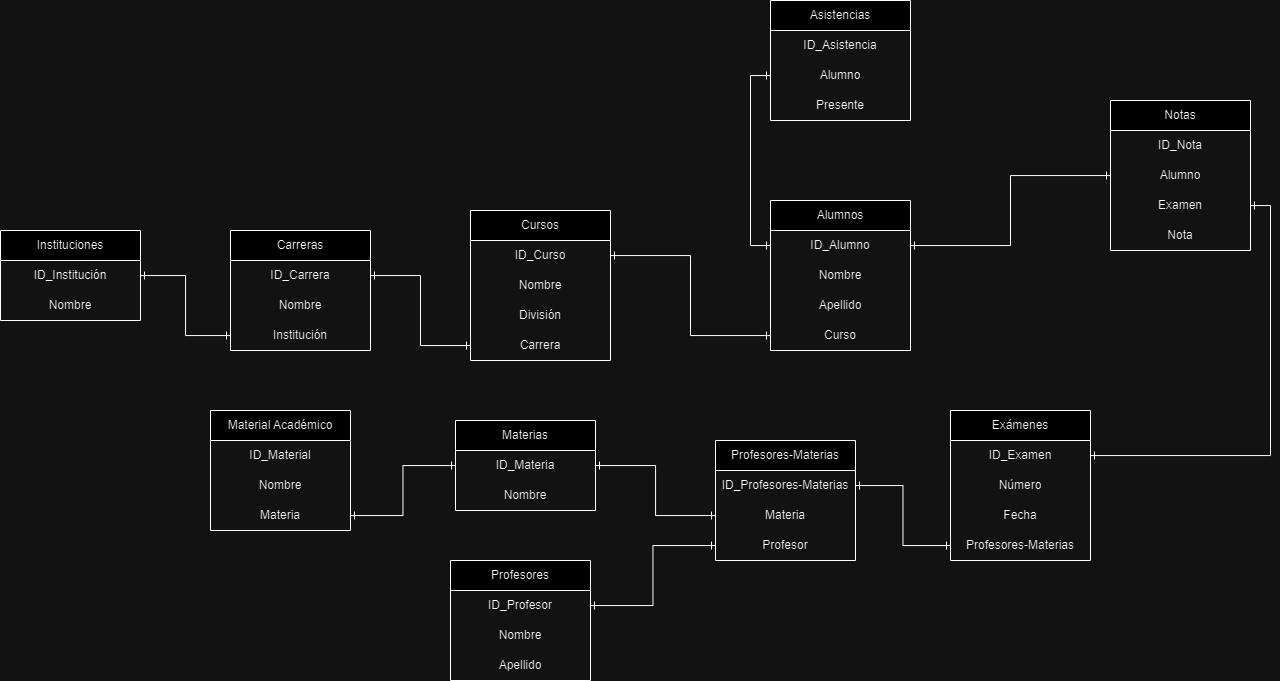 Asistencias
ID_Asistencia
Alumno
Presente
Notas
ID_Nota
Alumno
Examen
Nota
Alumnos
ID_Alumno
Nombre
Apellido
Curso
Cursos
ID_Curso
Nombre
División
Carrera
Instituciones
ID_Institución
Nombre
Carreras
ID_Carrera
Nombre
Institución
Material Académico
ID_Material
Nombre
Materia
Materias
ID_Materia
Nombre
Profesores-Materias
ID_Profesores-Materias
Materia
Profesor
Exámenes
ID_Examen
Número
Fecha
Profesores-Materias
Profesores
ID_Profesor
Nombre
Apellido